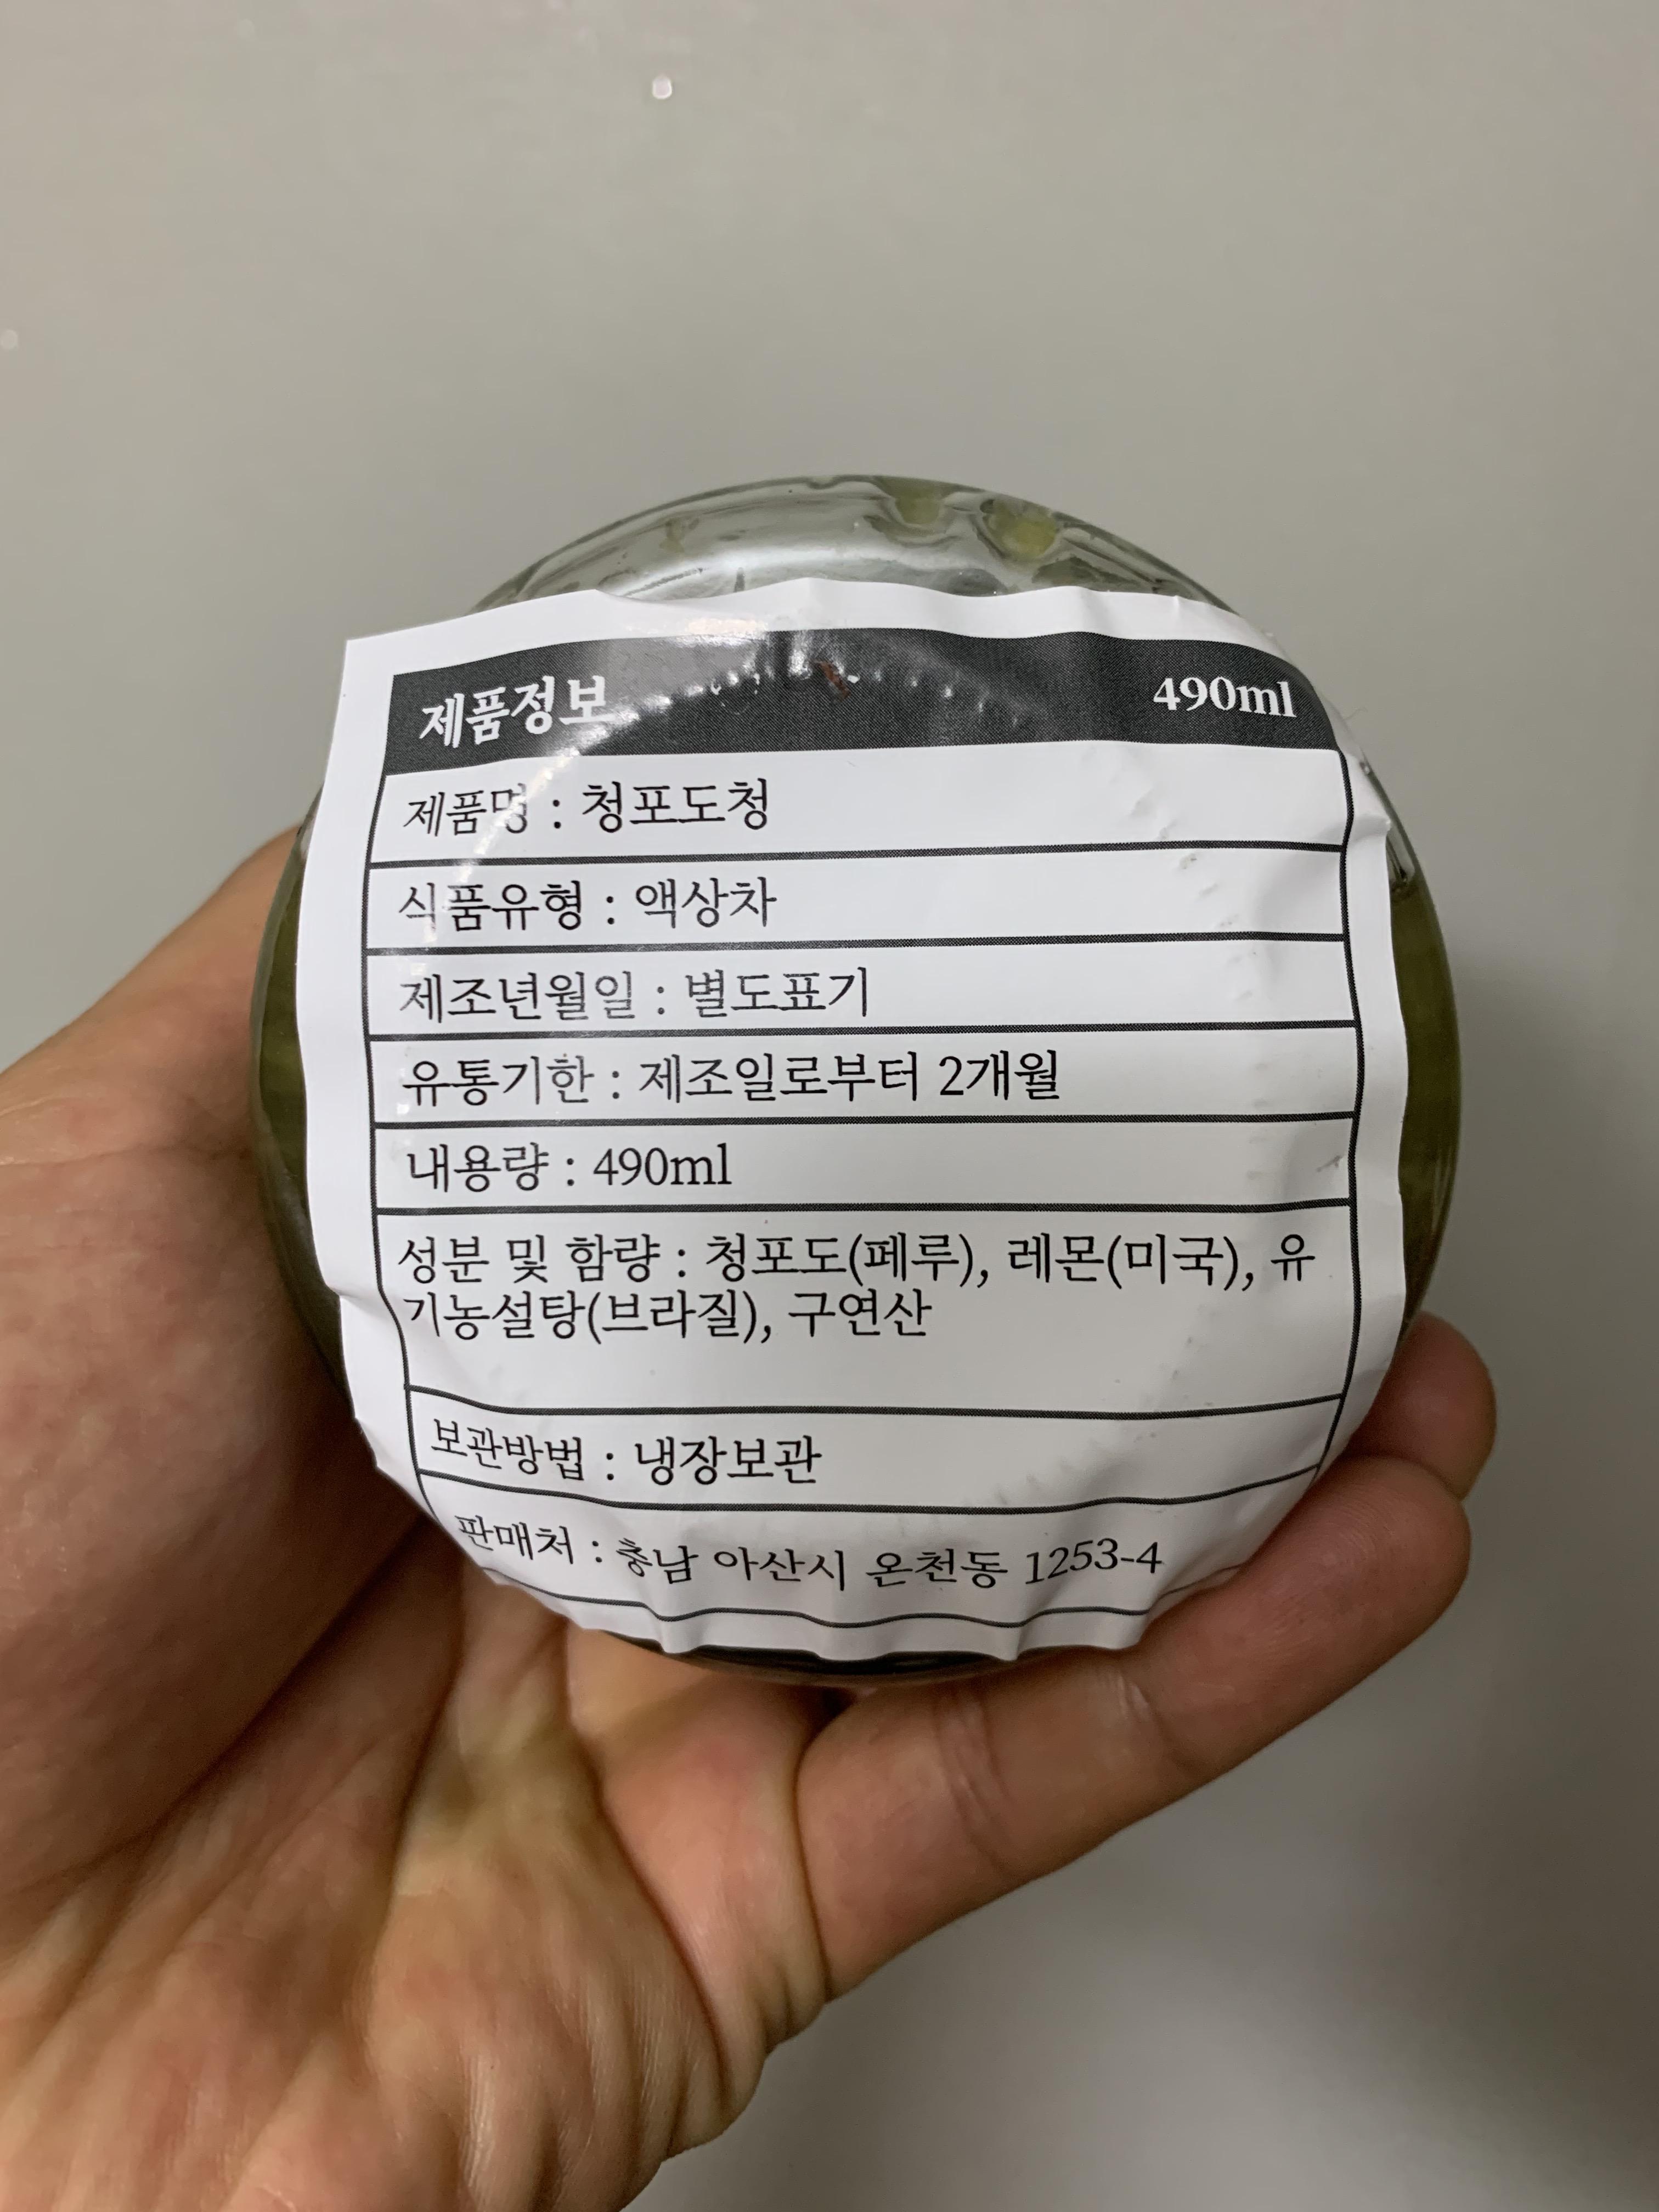 제품정보 490ml
제품명 : 청포도청
식품유형 : 액상차
제조년월일 : 별도표기
유통기한 : 제조일로부터 2개월
내용량 : 490ml
성분 및 함량 : 청포도(페루), 레몬(미국), 유
기농설탕(브라질), 구연산
보관방법 : 냉장보관
판매처 : 충남 아산시 온천동 1253-4